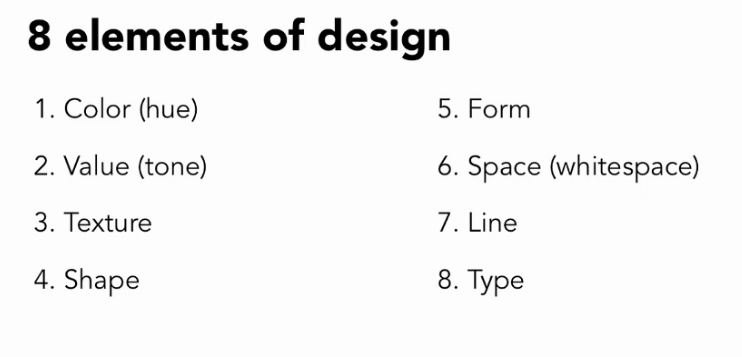 8 elements of design
1. Color (hue)
2. Value (tone)
3. Texture
4. Shape
5. Form
6. Space (whitespace)
7. Line
8. Type